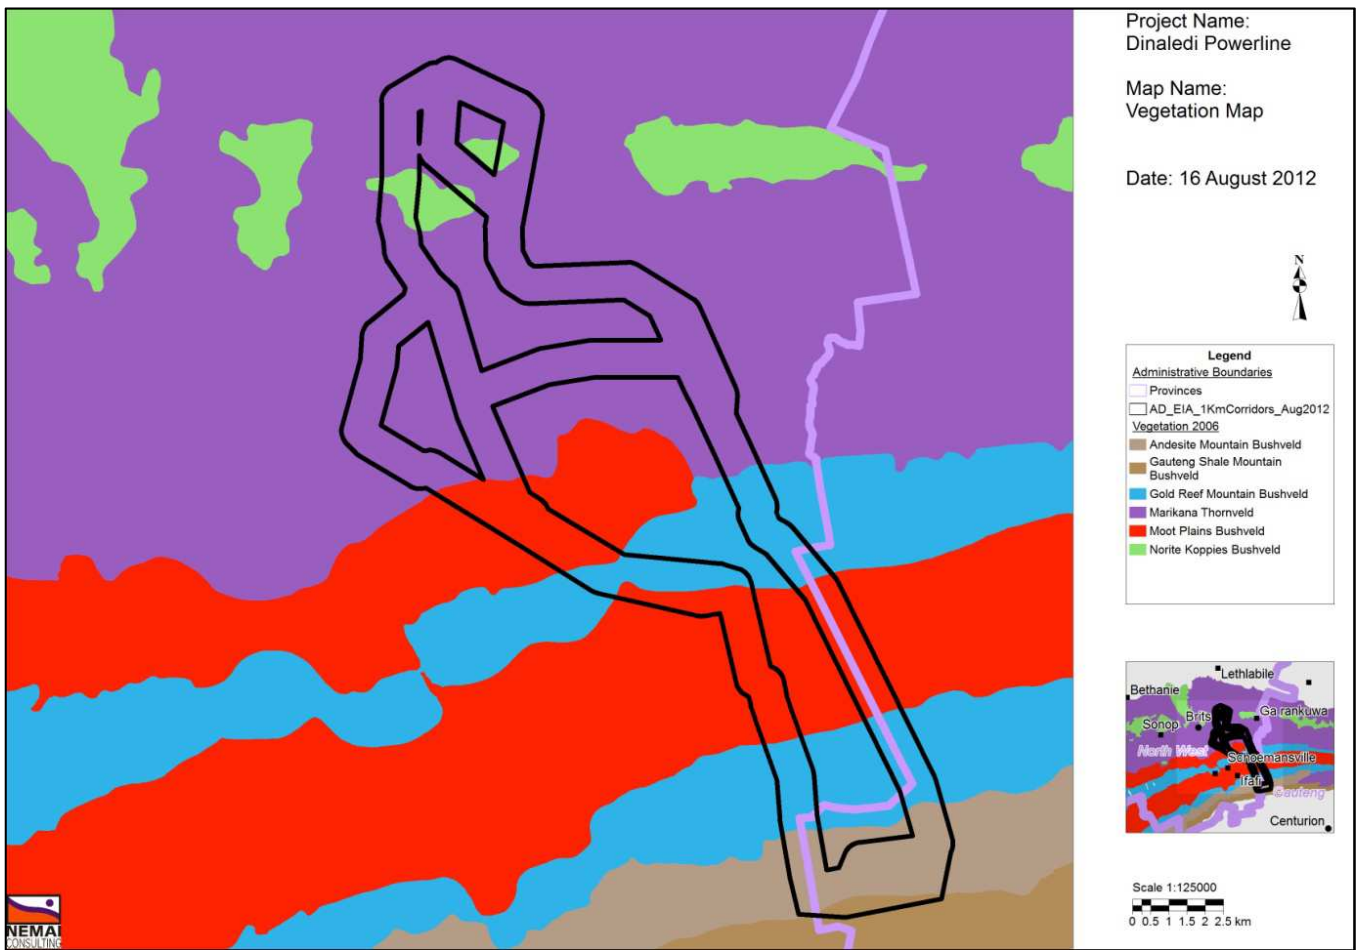 Project Name:
Dinaledi Powerline
Map Name:
Vegetation Map
Date: 16 August 2012
N
Legend
Administrative Boundaries
Provinces
AD_EIA_1KmCorridors_Aug2012
Vegetation 2006
Andesite Mountain Bushveld
Gauteng Shale Mountain
Bushveld
Gold Reef Mountain Bushveld
Marikana Thornveld
Moot Plains Bushveld
Norite Koppies Bushveld
Lethlabile
Bethanie
Brits
Ga rankuwa
Sonop
North West
Schoemansville
Ifafi
Gauteng
Centurion
Scale 1:125000
0 0.5 1 1.5 2 2.5 km
NEMAI
CONSULTING